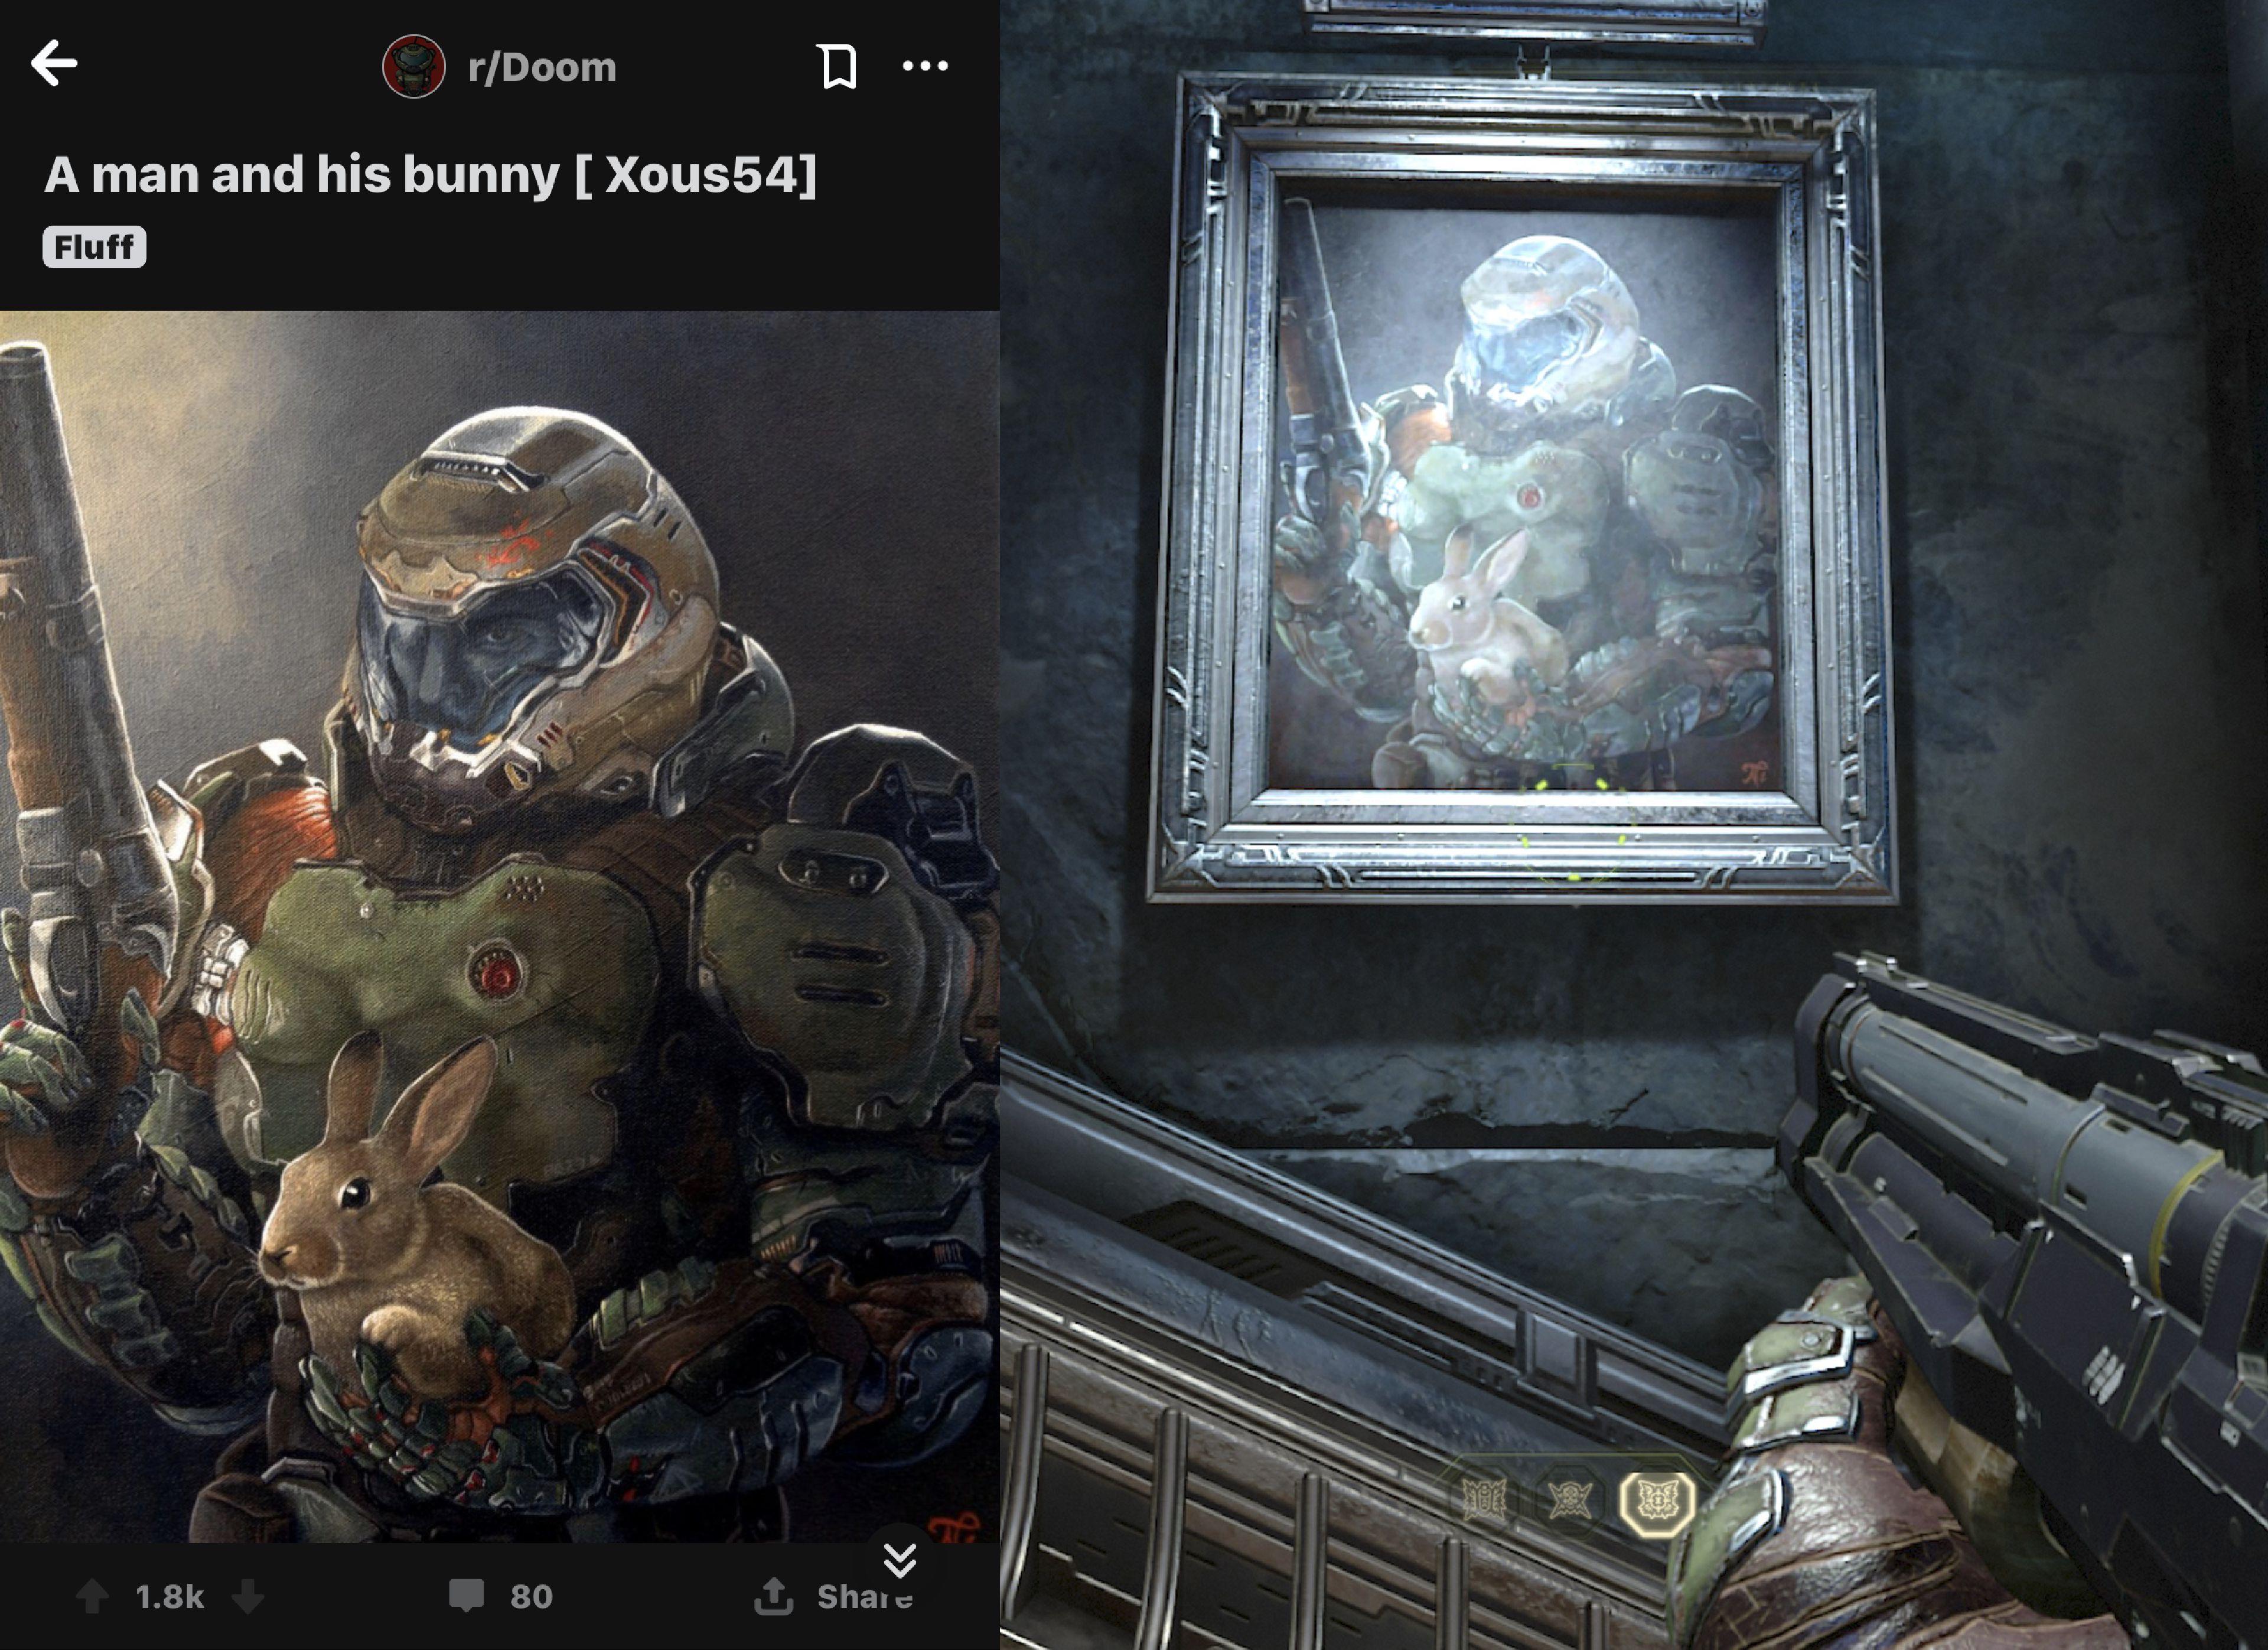 r/Doom
A man and his bunny [ Xous54]
Fluff
1.8k
80
Share